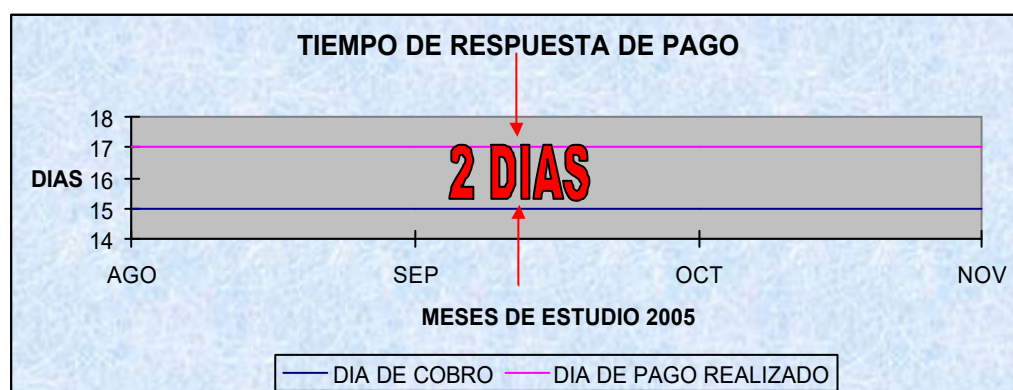 TIEMPO DE RESPUESTA DE PAGO
18
17
16
15
14
DIAS
2 DIAS
AGO SEP OCT NOV
MESES DE ESTUDIO 2005
DIA DE COBRO DIA DE PAGO REALIZADO